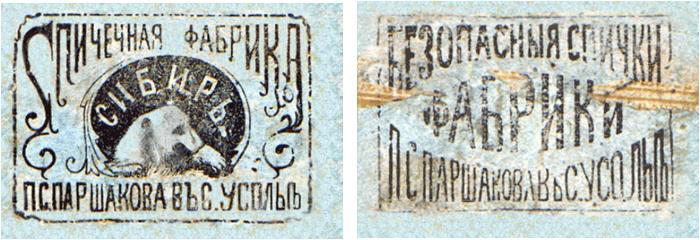 СПИЧЕЧНАЯ ФАБРИКА
СИБИРЬ
П.С.ПАРШАКОВА ВЪ С. УСОЛЬѢ
БЕЗОПАСНЫЯ СПИЧКИ
ФАБРИКИ
П.С.ПАРШАКОВА ВЪ С. УСОЛЬѢ